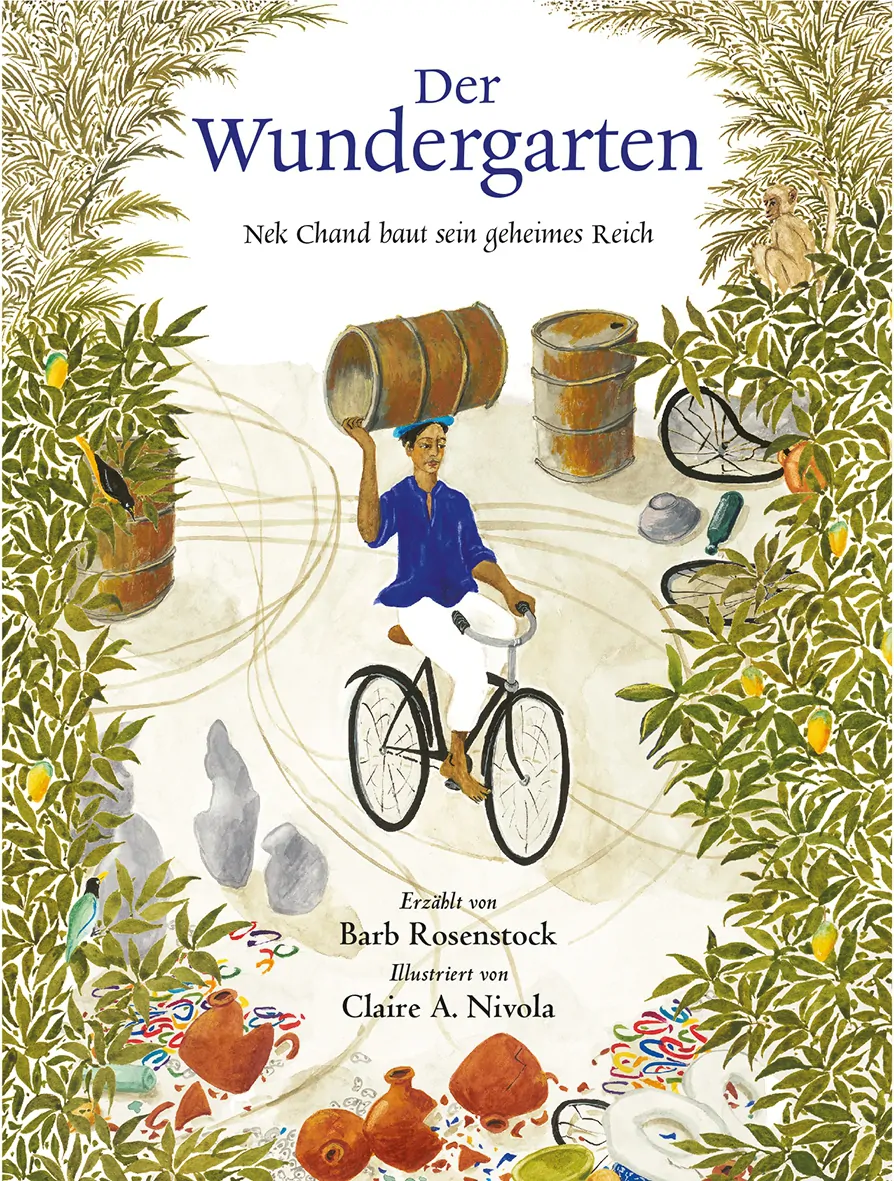 Der
Wundergarten
Nek Chand baut sein geheimes Reich
Erzählt von
Barb Rosenstock
Illustriert von
Claire A. Nivola